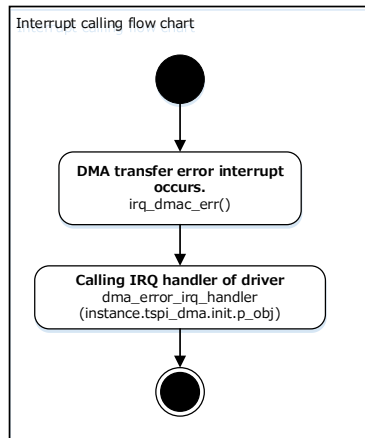 Interrupt calling flow chart
DMA transfer error interrupt
occurs.
irq_dmac_err()
Calling IRQ handler of driver
dma_error_irq_handler
(instance.tspi_dma.init.p_obj)